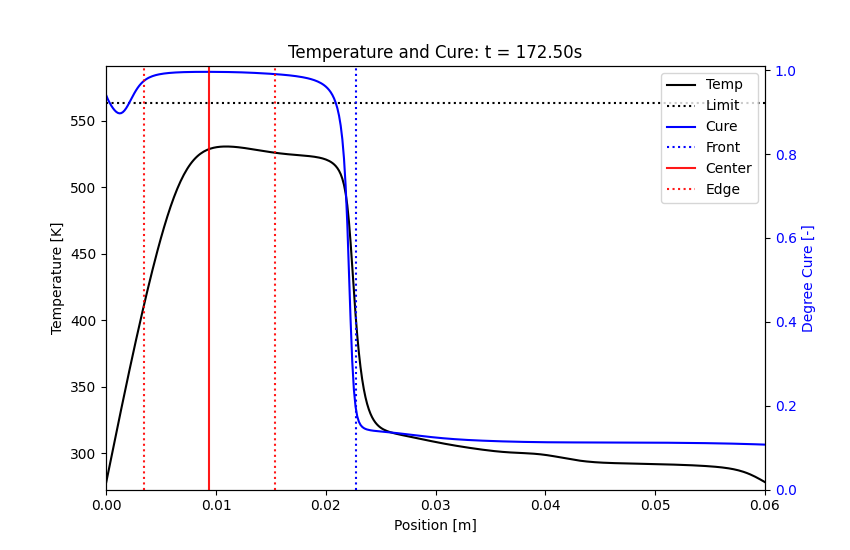 Temperature and Cure: t = 172.50s
Temp
Limit
Cure
Front
Center
Edge
550
500
450
400
350
300
Temperature [K]
1.0
0.8
0.6
0.4
0.2
0.0
Degree Cure [-]
0.00 0.01 0.02 0.03 0.04 0.05 0.06
Position [m]